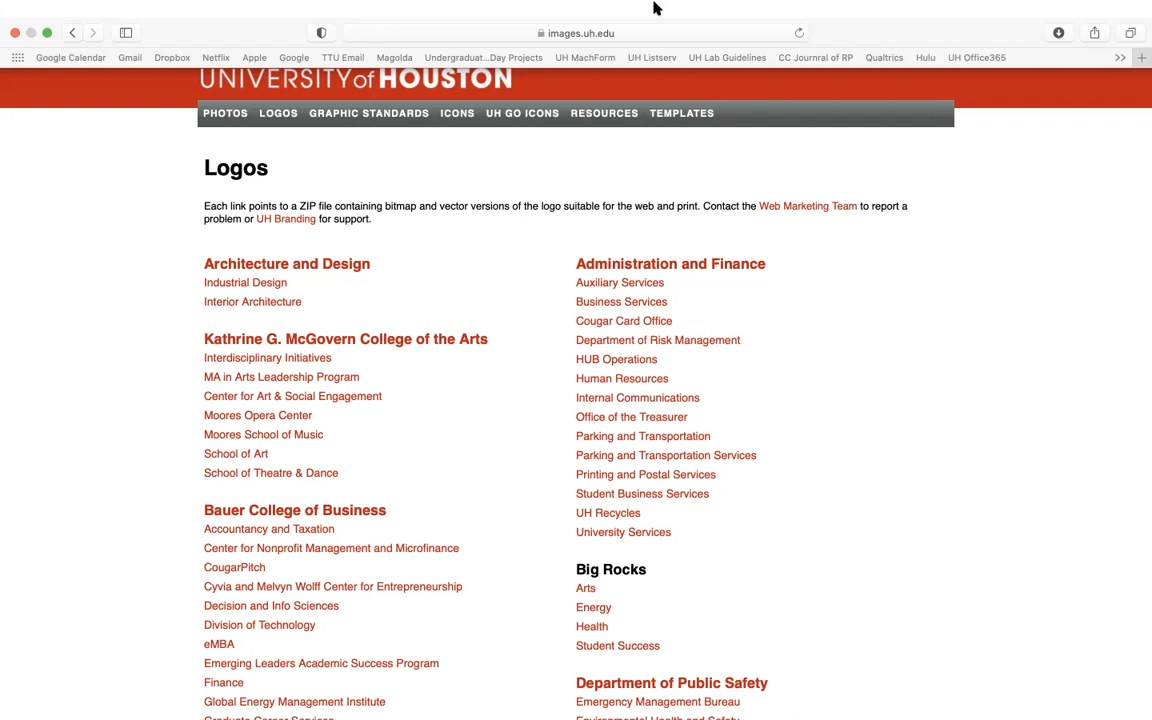 images.uh.edu
Google Calendar Gmail Dropbox Netflix Apple Google TTU Email Magolda Undergraduat...Day Projects UH MachForm UH Listserv UH Lab Guidelines CC Journral of RP Qualtrics Hulu UH Office365
UNIVERSITY of HOUSTON
PHOTOS LOGOS GRAPHIC STANDARDS ICONS UH GO ICONS RESOURCES TEMPLATES
Logos
Each link points to a ZIP file containing bitmap and vector versions of the logo suitable for the web and print. Contact the Web Marketing Team to report a
problem or UH Branding for support.
Architecture and Design
Industrial Design
Interior Architecture
Kathrine G. McGovern College of the Arts
Interdisciplinary Initiatives
MA in Arts Leadership Program
Center for Art & Social Engagement
Moores Opera Center
Moores School of Music
School of Art
School of Theatre & Dance
Bauer College of Business
Accountancy and Taxation
Center for Nonprofit Management and Microfinance
CougarPitch
Cyvia and Melvyn Wolff Center for Entrepreneurship
Decision and Info Sciences
Division of Technology
eMBA
Emerging Leaders Academic Success Program
Finance
Global Energy Management Institute
Graduate Career Services
Administration and Finance
Auxiliary Services
Business Services
Cougar Card Office
Department of Risk Management
HUB Operations
Human Resources
Internal Communications
Office of the Treasurer
Parking and Transportation
Parking and Transportation Services
Printing and Postal Services
Student Business Services
UH Recycles
University Services
Big Rocks
Arts
Energy
Health
Student Success
Department of Public Safety
Emergency Management Bureau
Environmental Health and Safety